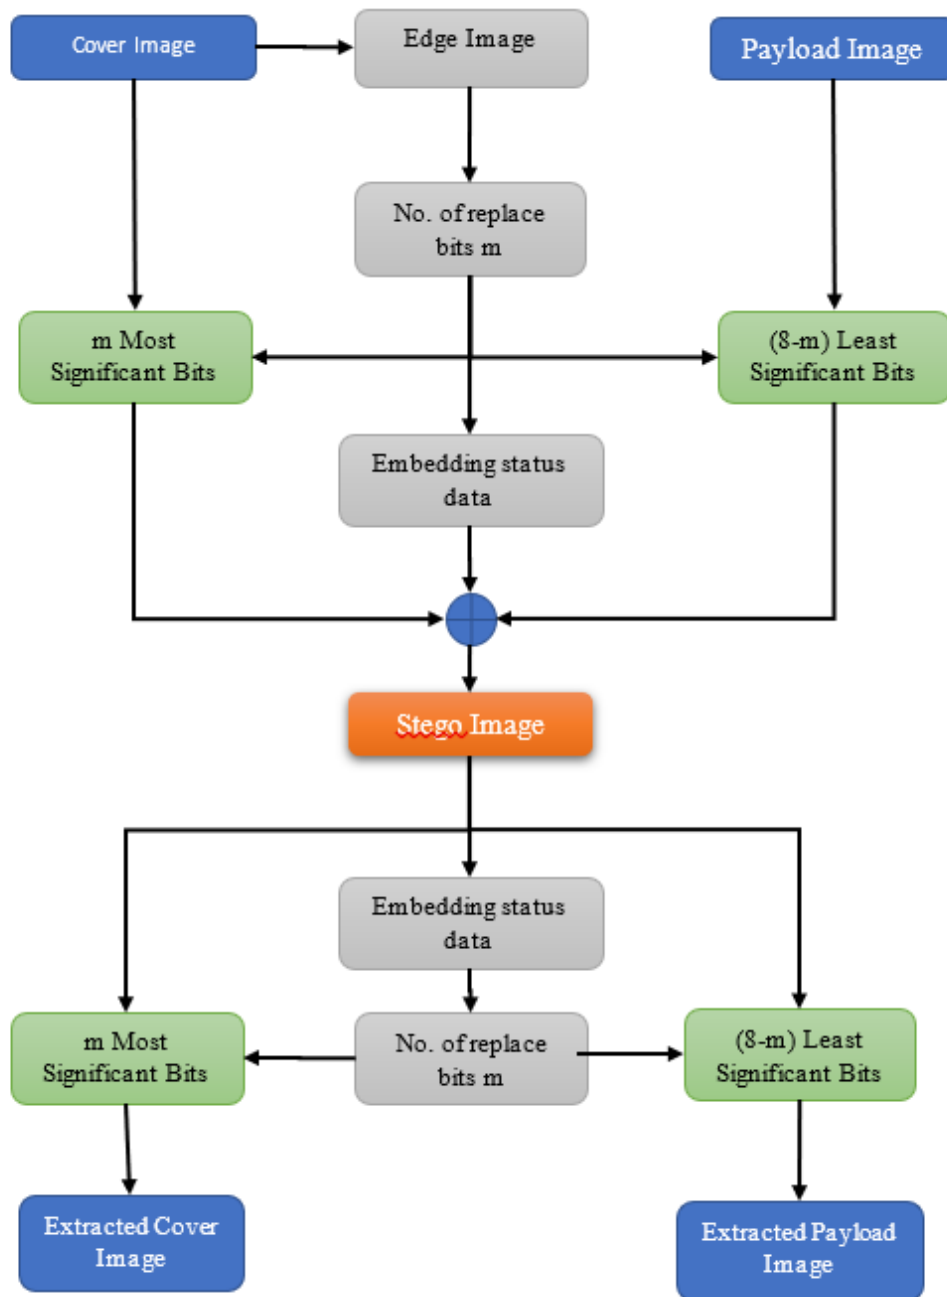 Cover Image
Edge Image
Payload Image
No. of replace
bits m
m Most
Significant Bits
(8-m) Least
Significant Bits
Embedding status
data
Stego Image
Embedding status
data
m Most
Significant Bits
No. of replace
bits m
(8-m) Least
Significant Bits
Extracted Cover
Image
Extracted Payload
Image